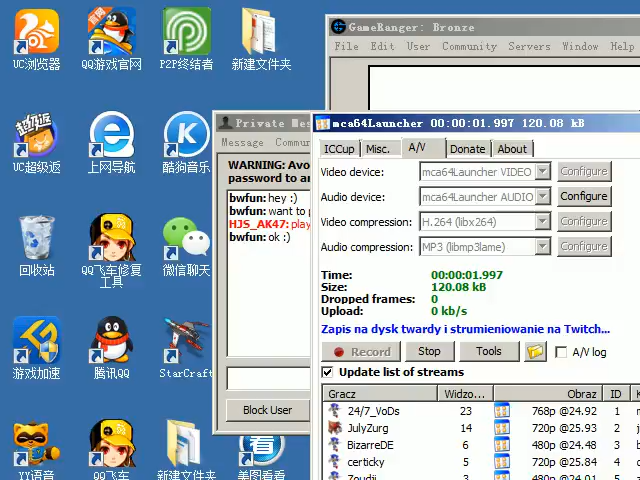 UC浏览器
QQ游戏官网
P2P终结者
新建文件夹
UC超级返
上网导航
酷狗音乐
回收站
QQ飞车修复工具
微信聊天
游戏加速
腾讯QQ
StarCraft
YY语音
QQ飞车
新建文件夹
美图看看
GameRanger: Bronze
File Edit User Community Servers Window Help
Private Mes
Message Commun
WARNING: Avo
password to an
bwfun: hey :)
bwfun: want to p
HJS_AK47: play
bwfun: ok :)
Block User
mca64Launcher 00:00:01.997 120.08 kB
ICCup Misc. A/V Donate About
Video device: mca64Launcher VIDEO Configure
Audio device: mca64Launcher AUDIO Configure
Video compression: H.264 (libx264) Configure
Audio compression: MP3 (libmp3lame) Configure
Time: 00:00:01.997
Size: 120.08 kB
Dropped frames: 0
Upload: 0 kb/s
Zapis na dysk twardy i strumieniowanie na Twitch...
Record Stop Tools A/V log
Update list of streams
Gracz Widzo... Obraz ID K
24/7_VoDs 23 768p @24.92 1
JulyZurg 14 720p @25.93 2
BizarreDE 6 480p @24.48 3
certicky 4 720p @25.84 4